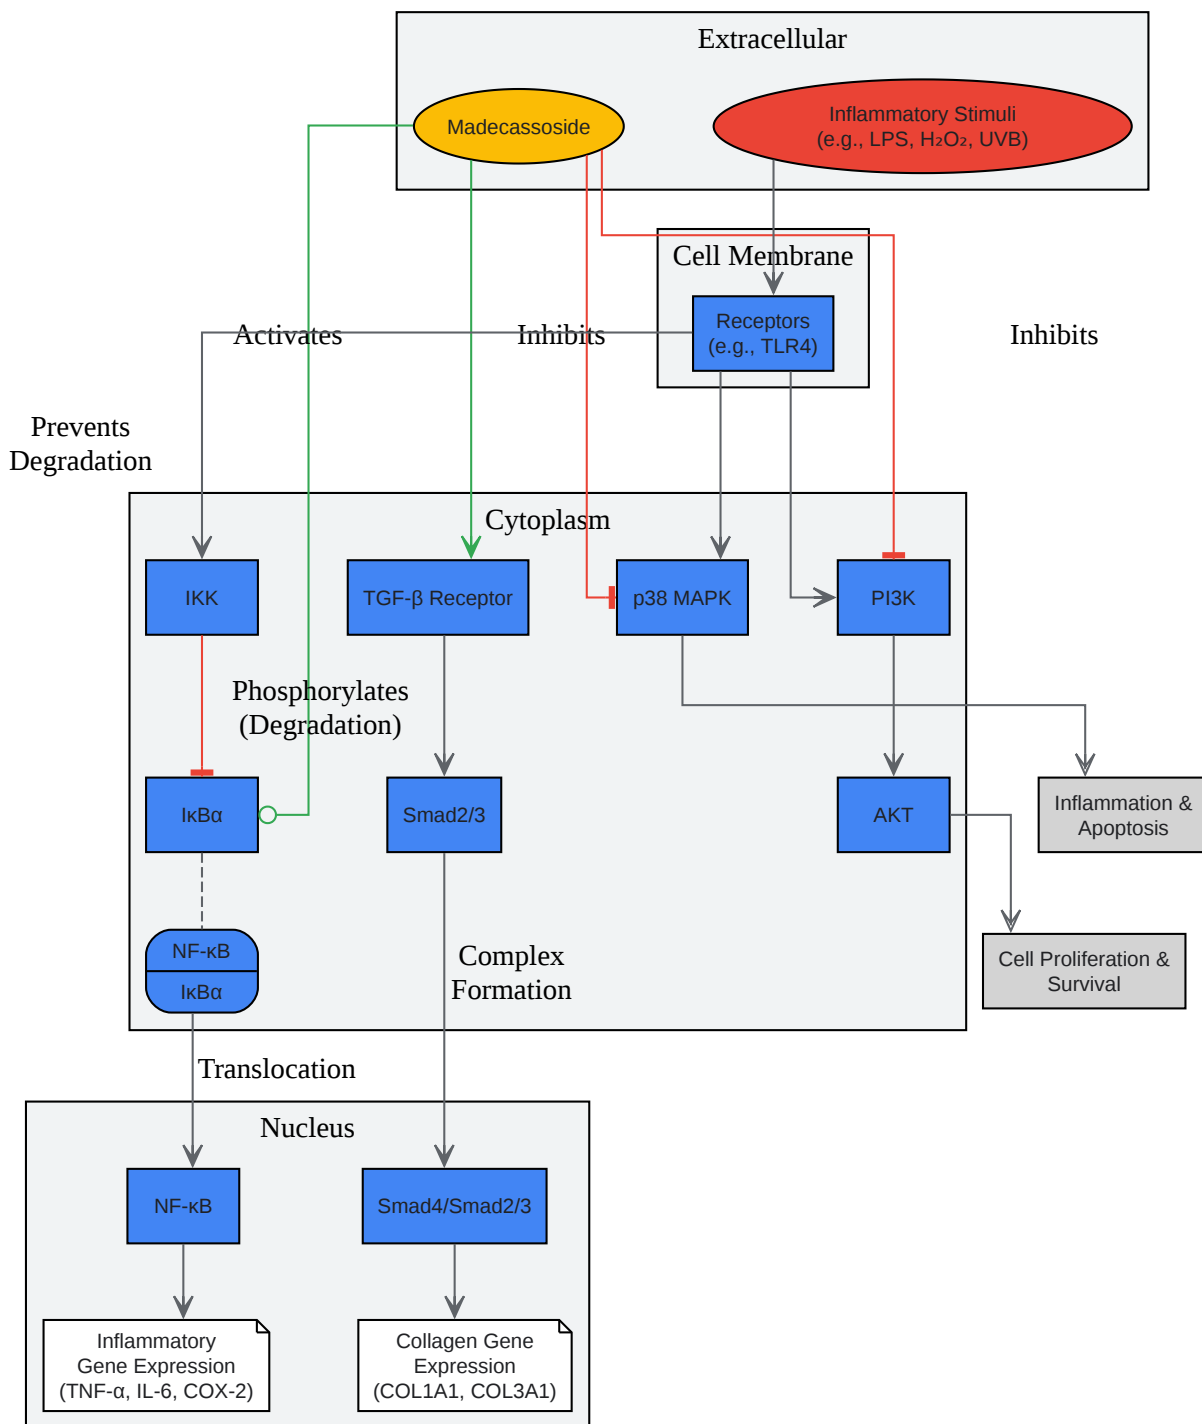 Extracellular
Madecassoside
Inflammatory Stimuli
(e.g., LPS, H₂O₂, UVB)
Cell Membrane
Receptors
(e.g., TLR4)
Activates
Inhibits
Inhibits
Prevents
Degradation
Cytoplasm
IKK
TGF-β Receptor
p38 MAPK
PI3K
Phosphorylates
(Degradation)
IκBα
Smad2/3
AKT
Inflammation &
Apoptosis
NF-κB
IκBα
Complex
Formation
Cell Proliferation &
Survival
Translocation
Nucleus
NF-κB
Smad4/Smad2/3
Inflammatory
Gene Expression
(TNF-α, IL-6, COX-2)
Collagen Gene
Expression
(COL1A1, COL3A1)